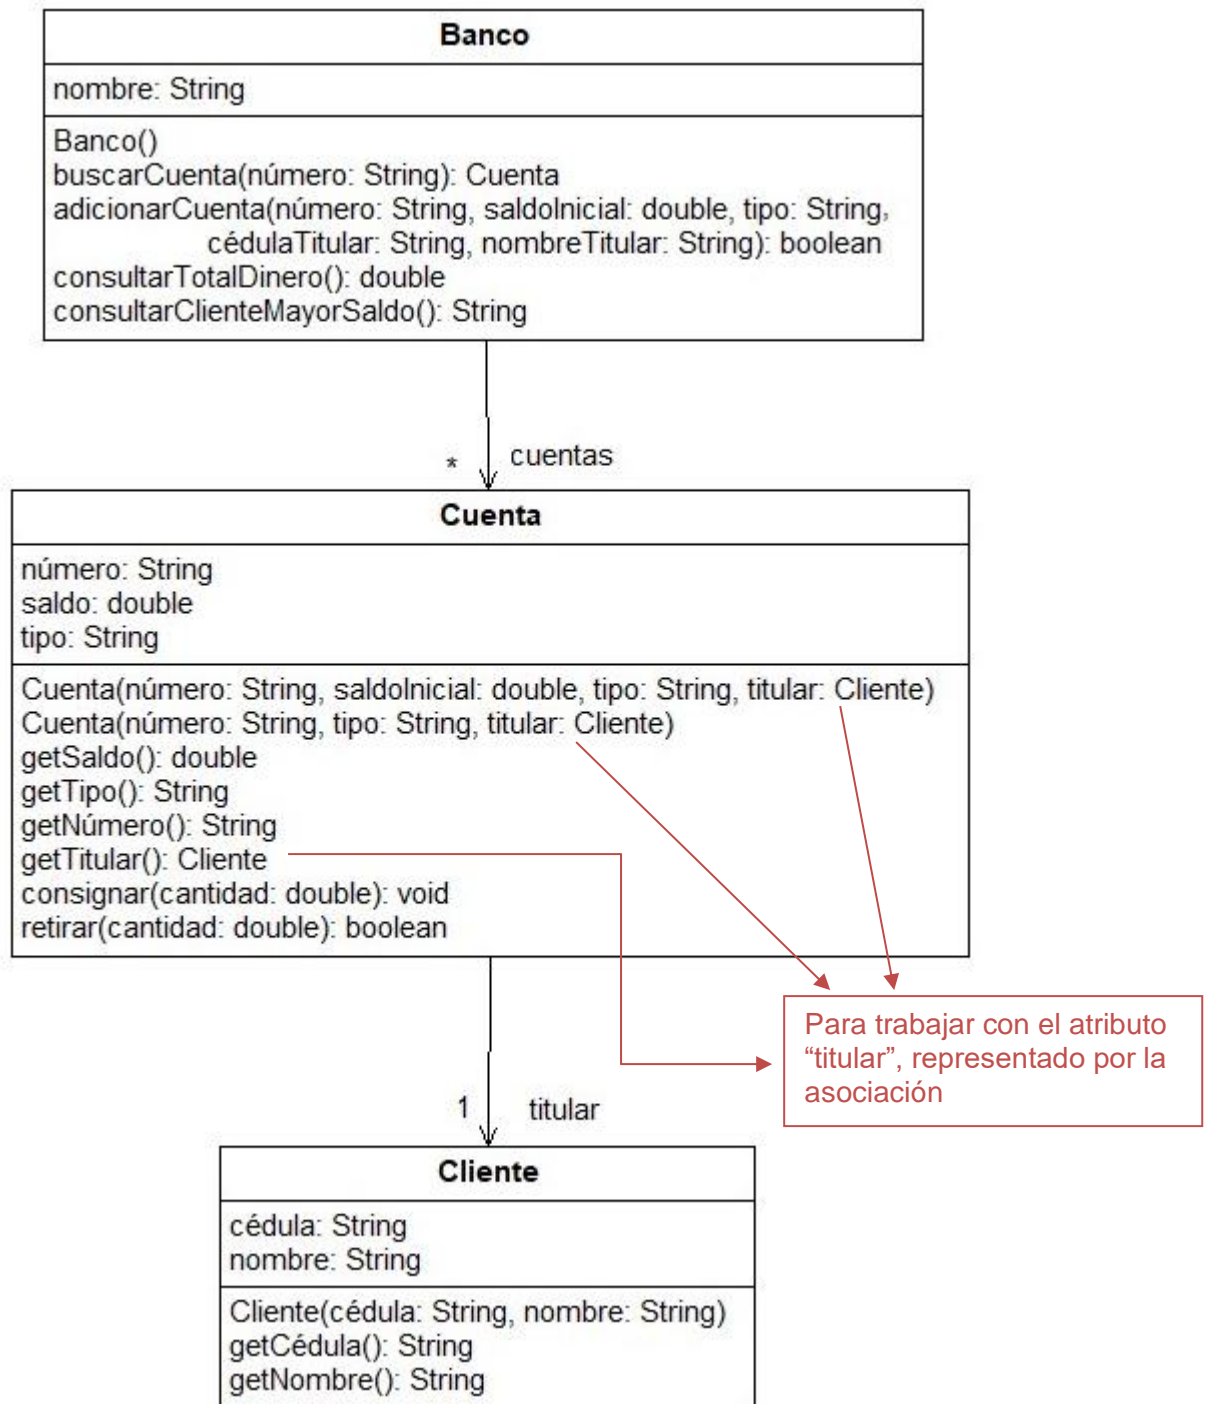 Banco
nombre: String
Banco()
buscarCuenta(número: String): Cuenta
adicionarCuenta(número: String, saldoInicial: double, tipo: String,
cédulaTitular: String, nombreTitular: String): boolean
consultarTotalDinero(): double
consultarClienteMayorSaldo(): String
* cuentas
Cuenta
número: String
saldo: double
tipo: String
Cuenta(número: String, saldoInicial: double, tipo: String, titular: Cliente)
Cuenta(número: String, tipo: String, titular: Cliente)
getSaldo(): double
getTipo(): String
getNúmero(): String
getTitular(): Cliente
consignar(cantidad: double): void
retirar(cantidad: double): boolean
Para trabajar con el atributo
“titular”, representado por la
asociación
1 titular
Cliente
cédula: String
nombre: String
Cliente(cédula: String, nombre: String)
getCédula(): String
getNombre(): String